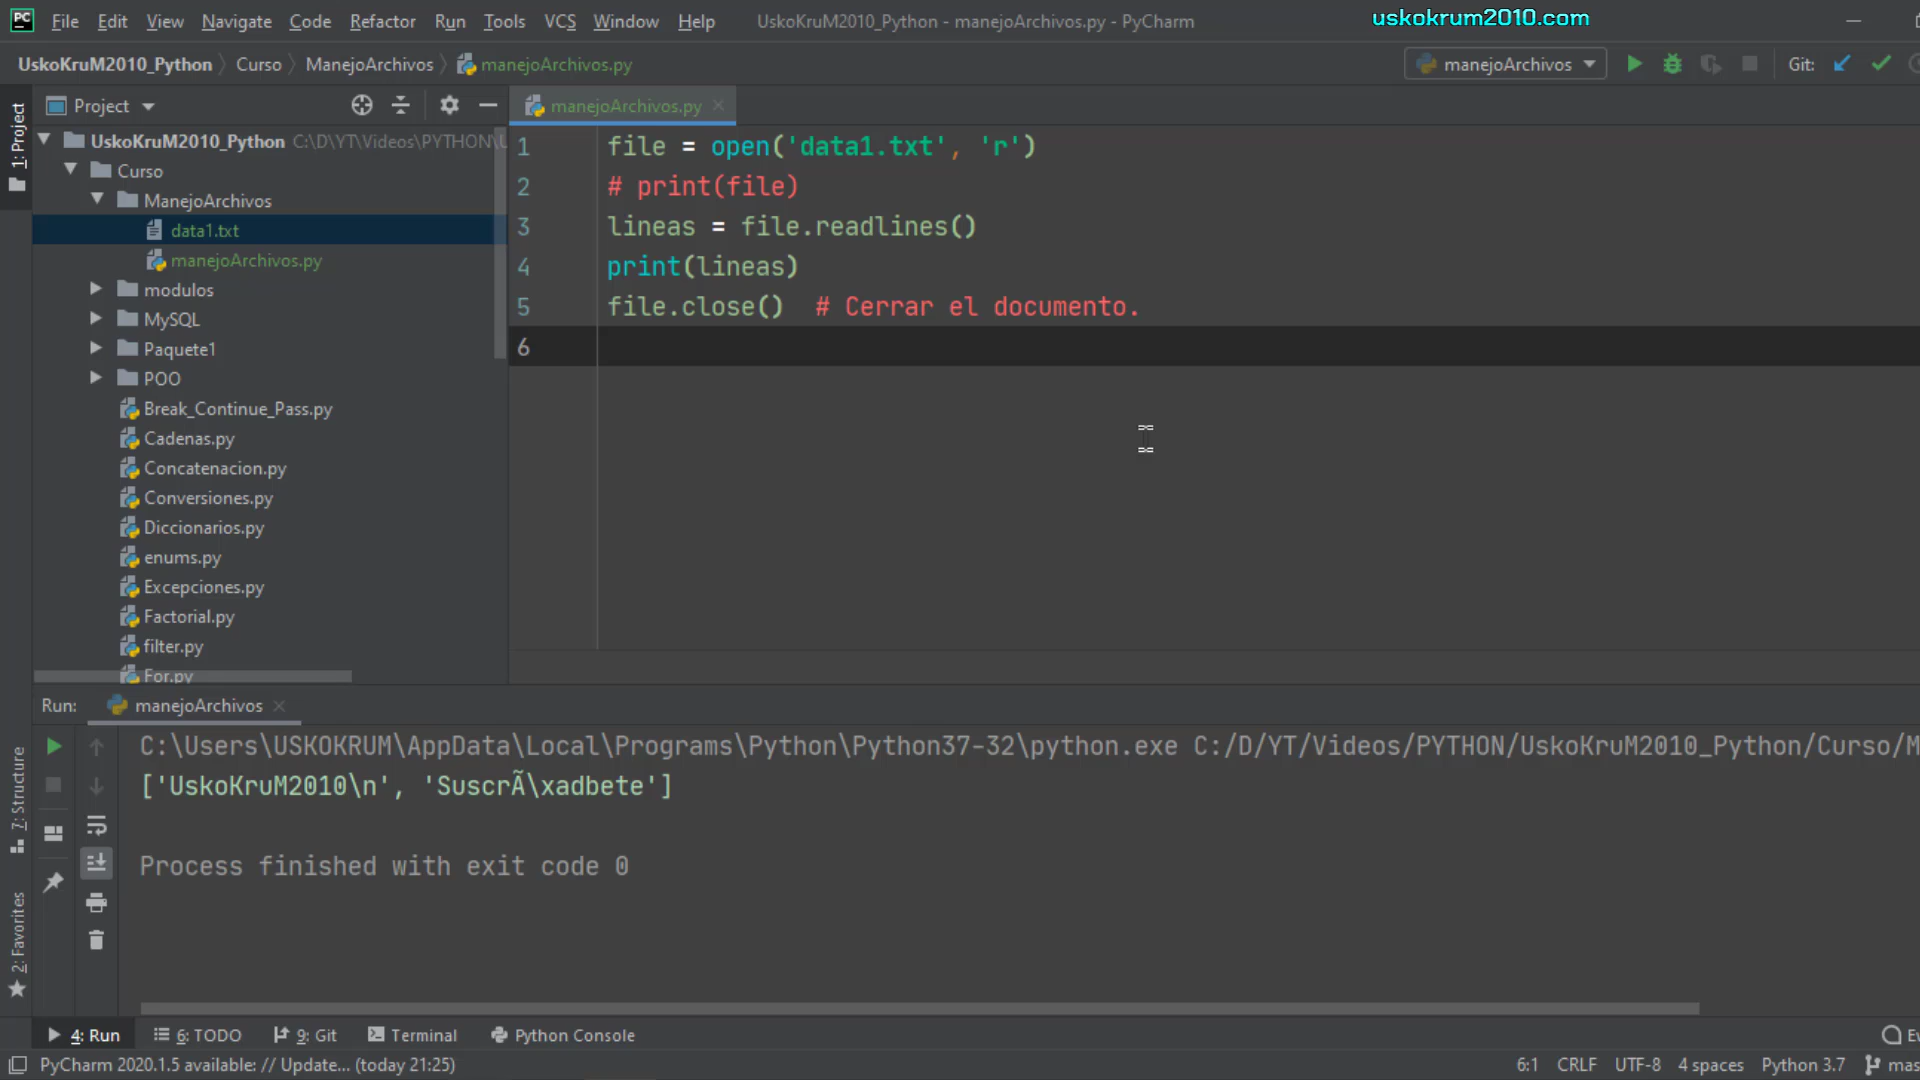 PC File Edit View Navigate Code Refactor Run Tools VCS Window Help UskoKruM2010_Python - manejoArchivos.py - PyCharm uskokrum2010.com
UskoKruM2010_Python Curso ManejoArchivos manejoArchivos.py manejoArchivos Git:
1: Project
Project
manejoArchivos.py
UskoKruM2010_Python C:\D\YT\Videos\PYTHON\
Curso
ManejoArchivos
data1.txt
manejoArchivos.py
modulos
MySQL
Paquete1
POO
Break_Continue_Pass.py
Cadenas.py
Concatenacion.py
Conversiones.py
Diccionarios.py
enums.py
Excepciones.py
Factorial.py
filter.py
For.py
1 file = open('data1.txt', 'r')
2 # print(file)
3 lineas = file.readlines()
4 print(lineas)
5 file.close()  # Cerrar el documento.
6
Run: manejoArchivos
C:\Users\USKOKRUM\AppData\Local\Programs\Python\Python37-32\python.exe C:/D/YT/Videos/PYTHON/UskoKruM2010_Python/Curso/M
['UskoKruM2010\n', 'SuscrÃ\xadbete']
Process finished with exit code 0
7: Structure
2: Favorites
4: Run 6: TODO 9: Git Terminal Python Console Ev
PyCharm 2020.1.5 available: // Update... (today 21:25) 6:1 CRLF UTF-8 4 spaces Python 3.7 mas